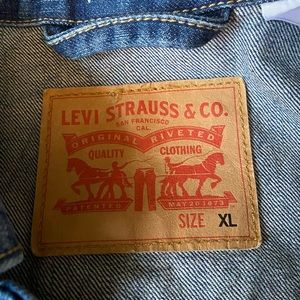 LEVI STRAUSS & CO.
SAN FRANCISCO
CAL.
ORIGINAL RIVETED
QUALITY CLOTHING
PATENTED MAY 20 1873
SIZE XL